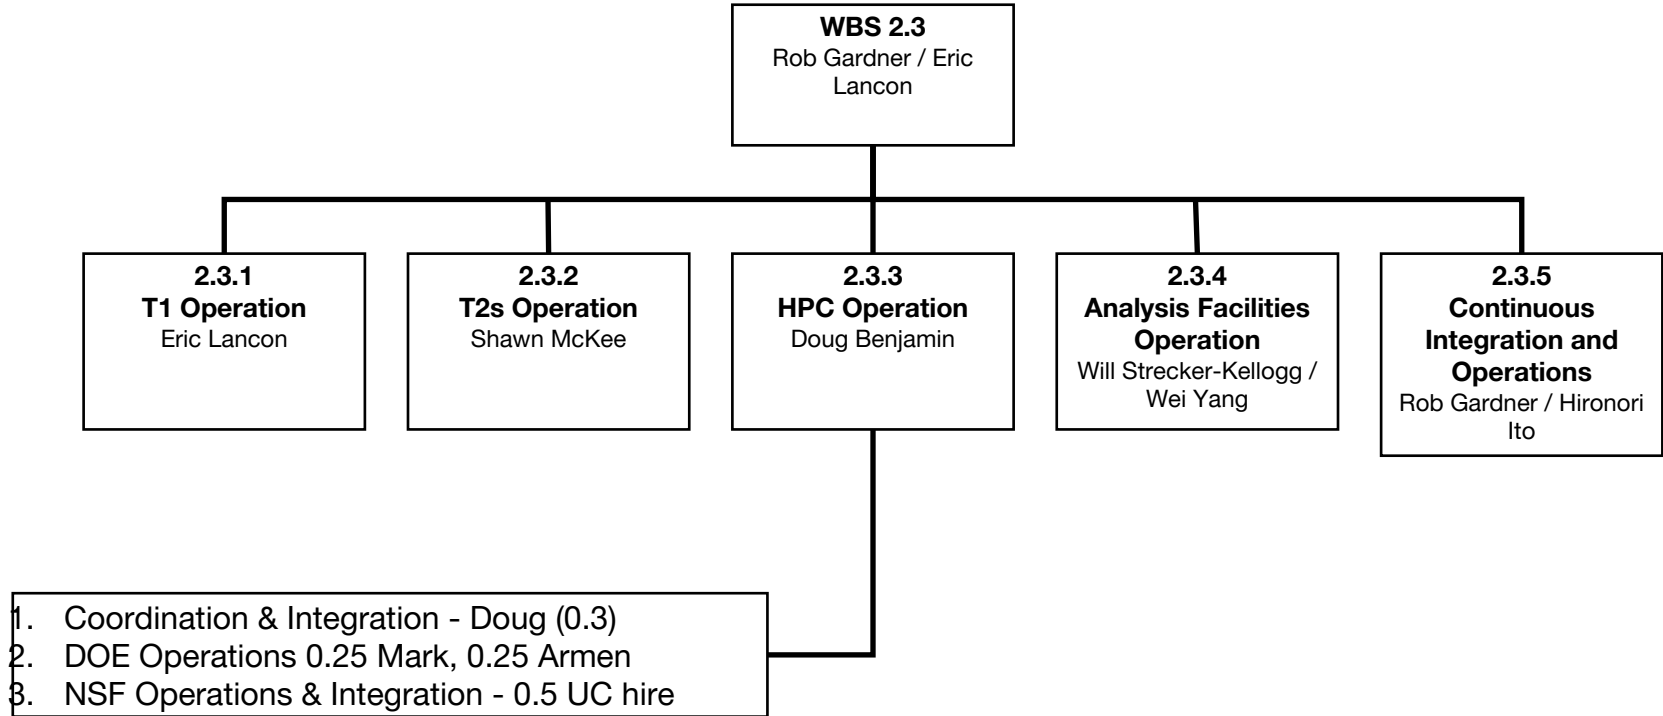 WBS 2.3
Rob Gardner / Eric
Lancon
2.3.1
T1 Operation
Eric Lancon
2.3.2
T2s Operation
Shawn McKee
2.3.3
HPC Operation
Doug Benjamin
2.3.4
Analysis Facilities
Operation
Will Strecker-Kellogg /
Wei Yang
2.3.5
Continuous
Integration and
Operations
Rob Gardner / Hironori
Ito
1. Coordination & Integration - Doug (0.3)
2. DOE Operations 0.25 Mark, 0.25 Armen
3. NSF Operations & Integration - 0.5 UC hire